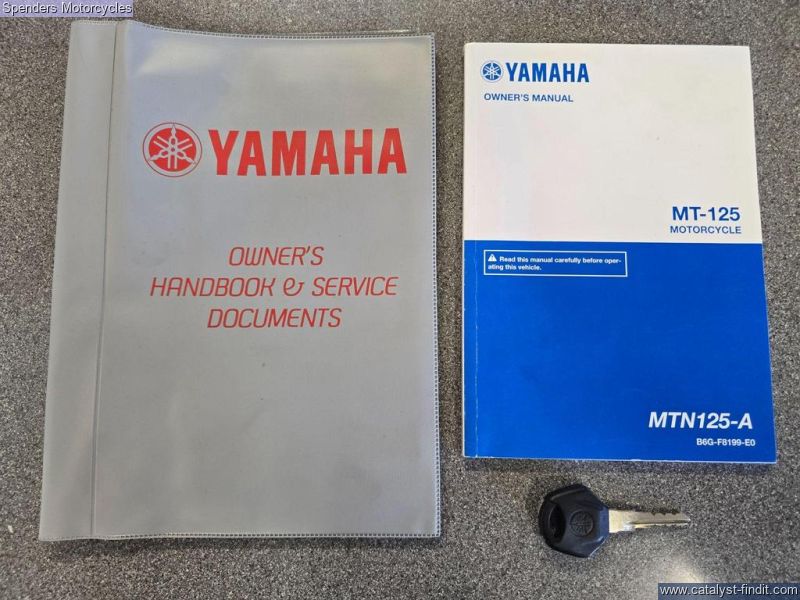 Spenders Motorcycles
YAMAHA
OWNER'S
HANDBOOK & SERVICE
DOCUMENTS
YAMAHA
OWNER'S MANUAL
MT-125
MOTORCYCLE
Read this manual carefully before oper-
ating this vehicle.
MTN125-A
B6G-F8199-E0
www.catalyst-findit.com